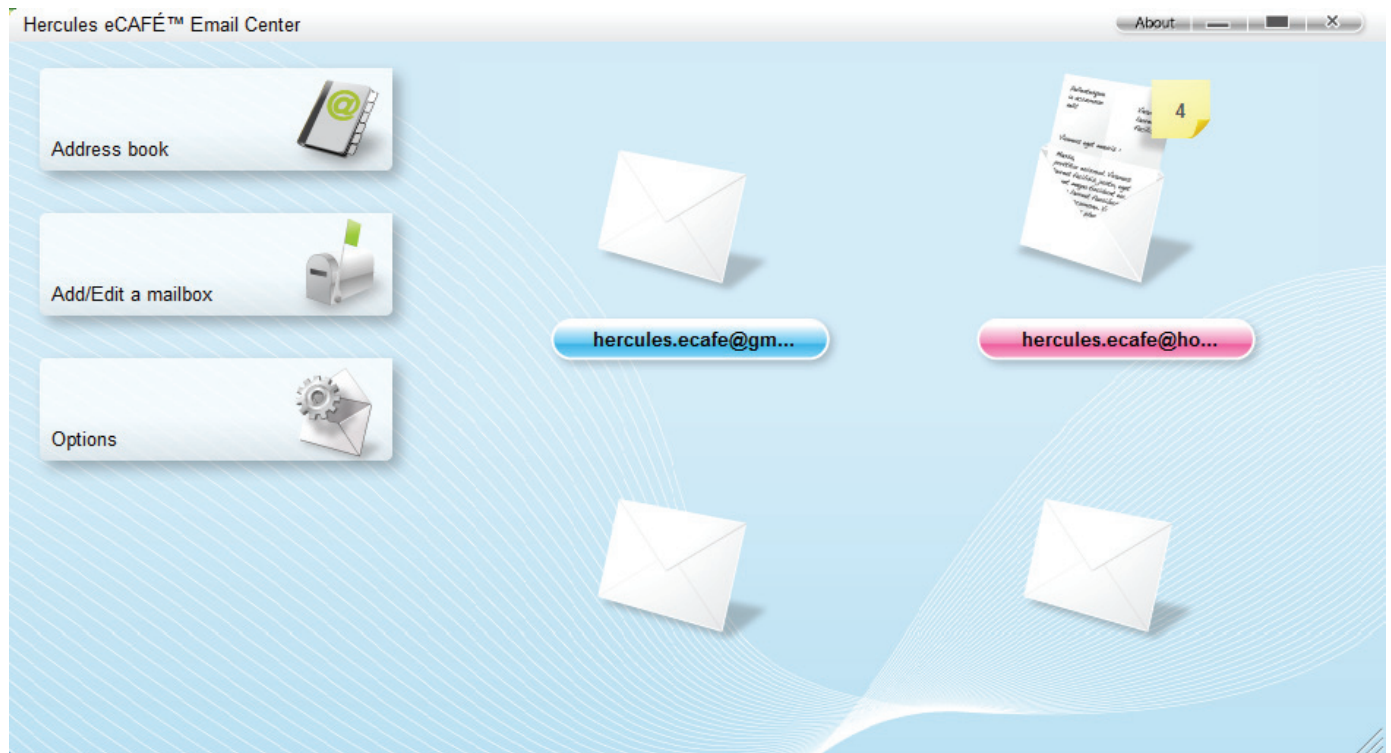 Hercules eCAFÉ™ Email Center
About
Address book
4
Add/Edit a mailbox
hercules.ecafe@gm...
hercules.ecafe@ho...
Options